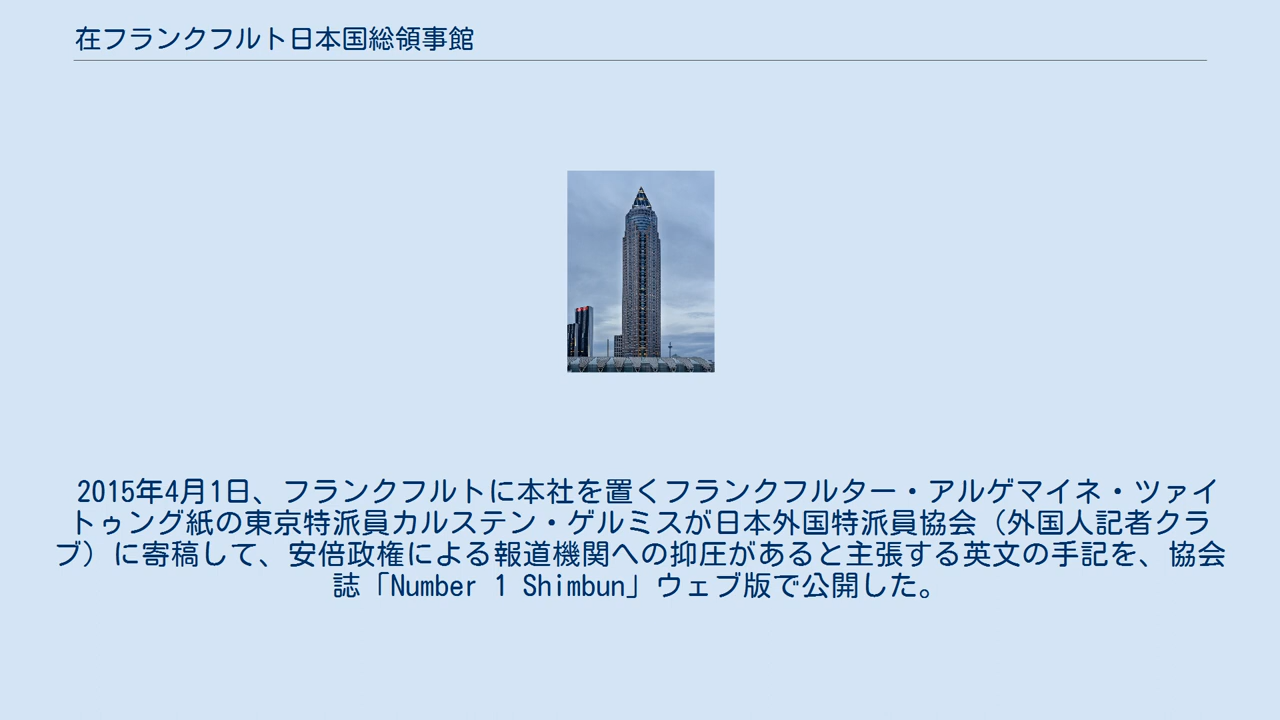 在フランクフルト日本国総領事館
2015年4月1日、フランクフルトに本社を置くフランクフルター・アルゲマイネ・ツァイ
トゥング紙の東京特派員カルステン・ゲルミスが日本外国特派員協会（外国人記者クラ
ブ）に寄稿して、安倍政権による報道機関への抑圧があると主張する英文の手記を、協会
誌「Number 1 Shimbun」ウェブ版で公開した。